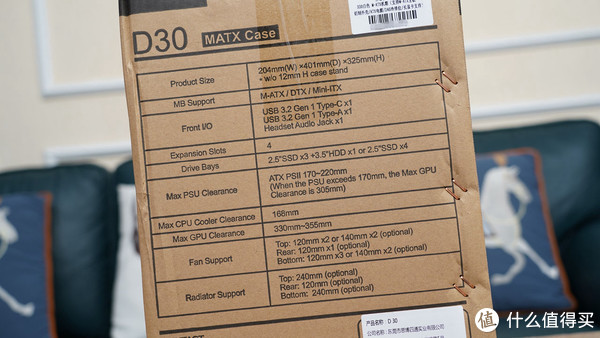 D30 MATX Case
Product Size
204mm(W) ×401mm(D) ×325mm(H)
- w/o 12mm H case stand
MB Support
M-ATX / DTX / Mini-ITX
Front I/O
USB 3.2 Gen 1 Type-C x1
USB 3.2 Gen 1 Type-A x1
Headset Audio Jack x1
Expansion Slots
4
Drive Bays
2.5"SSD x3 +3.5"HDD x1 or 2.5"SSD x4
Max PSU Clearance
ATX PSII 170~220mm
(When the PSU exceeds 170mm, the Max GPU
Clearance is 305mm)
Max CPU Cooler Clearance
168mm
Max GPU Clearance
330mm~355mm
Fan Support
Top: 120mm x2 or 140mm x2 (optional)
Rear: 120mm x1 (optional)
Bottom: 120mm x3 or 140mm x2 (optional)
Radiator Support
Top: 240mm (optional)
Rear: 120mm (optional)
Bottom: 240mm (optional)
产品名称：D 30
值 什么值得买